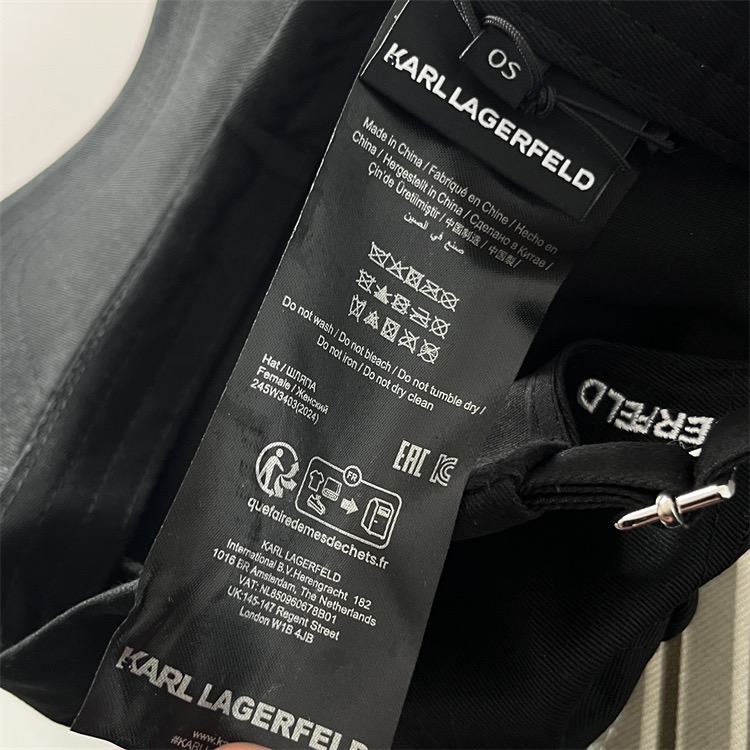 OS
KARL LAGERFELD
Made in China / Fabriqué en Chine / Hecho en
China / Hergestellt in China / Сделано в Китае /
Çin'de Üretilmiştir / 中国制造 / 中国製 /
صنع في الصين
Do not wash / Do not bleach / Do not tumble dry /
Do not iron / Do not dry clean
Hat / ШЛЯПА
Female / Женский
245W3403(2024)
EAC
FR
quefairedemesdechets.fr
KARL LAGERFELD
International B.V.Herengracht 182
1016 BR Amsterdam, The Netherlands
VAT: NL850960678B01
UK:145-147 Regent Street
London W1B 4JB
KARL LAGERFELD
#KARL
ERFELD